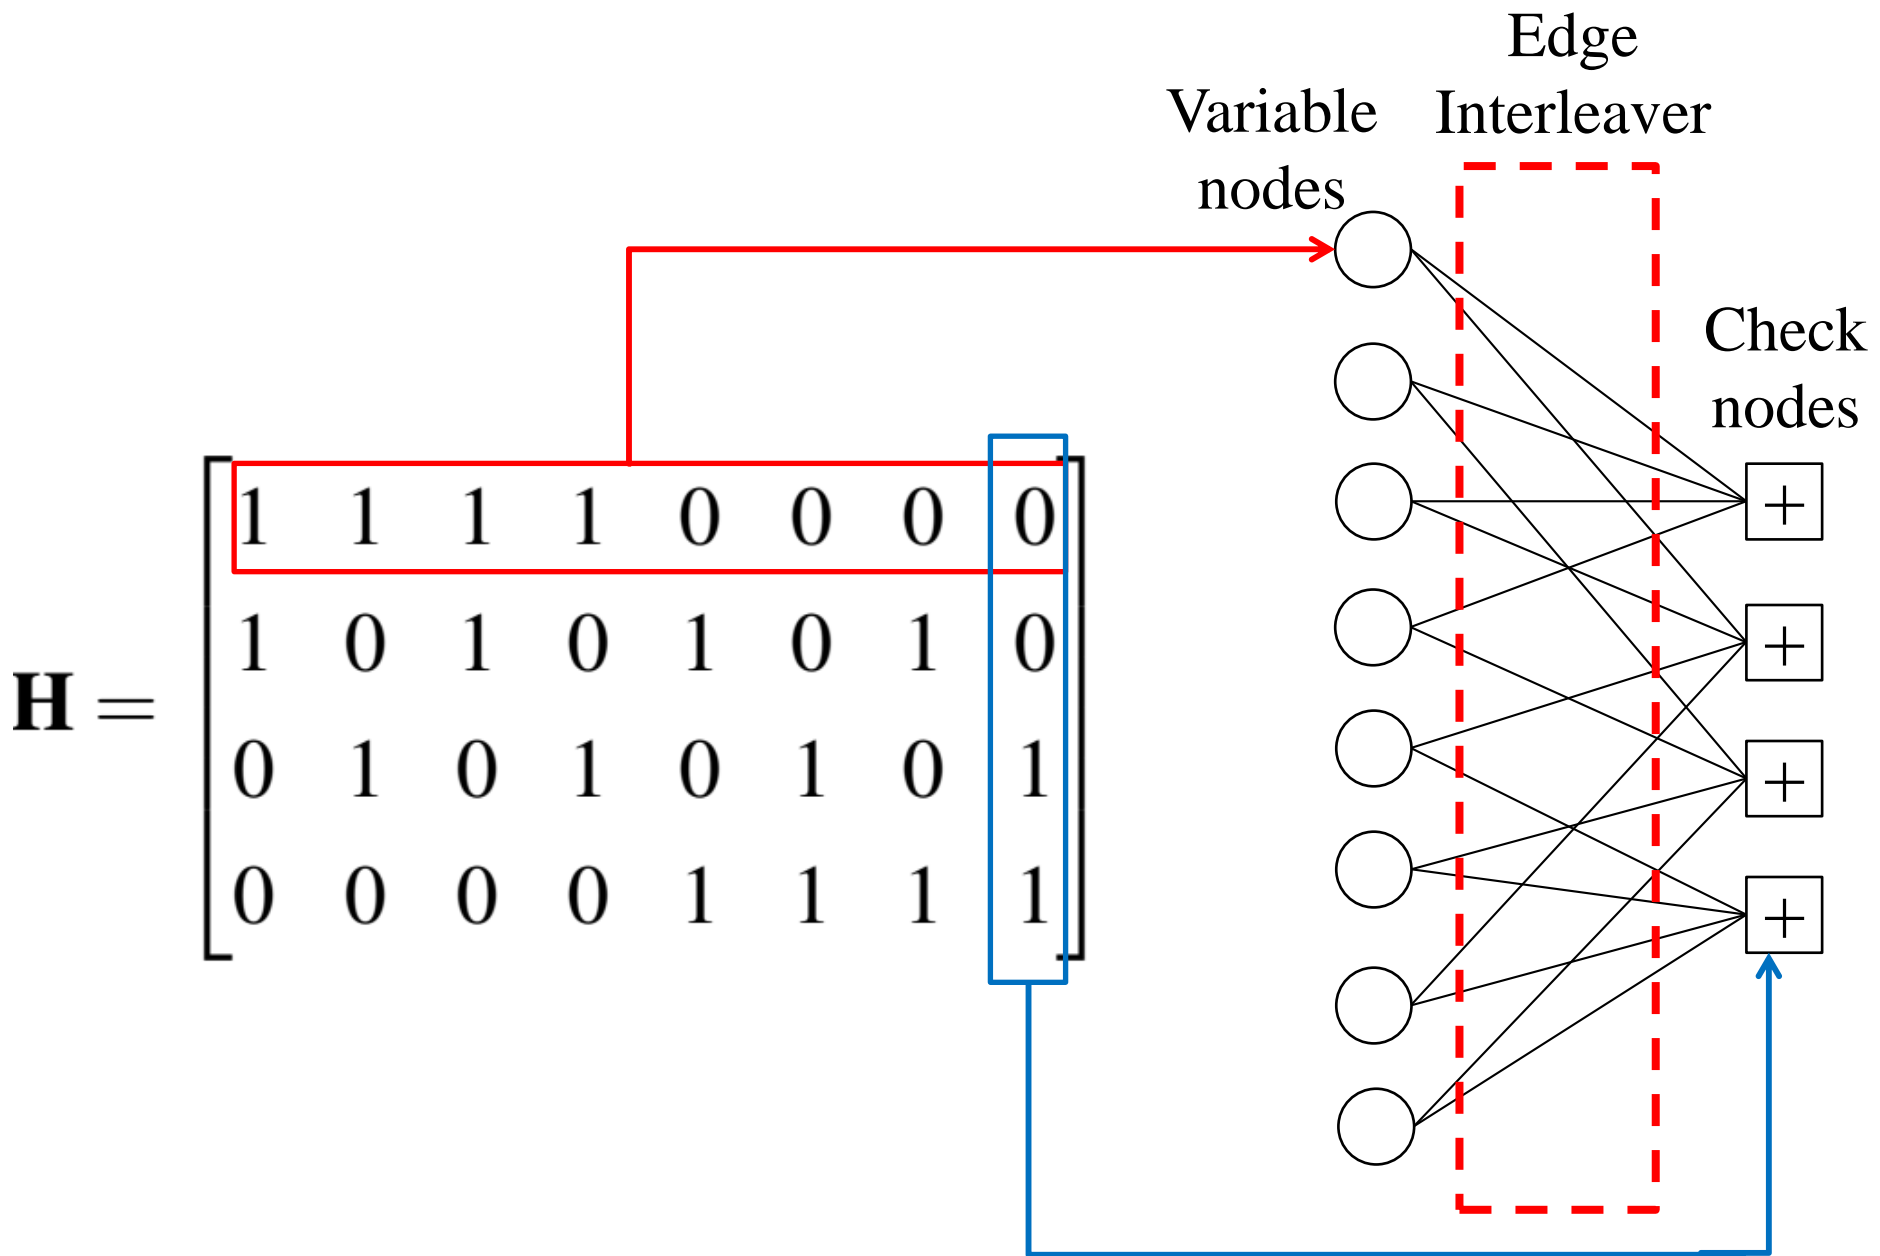 Edge
Interleaver
Variable
nodes
Check
nodes
H =
1 1 1 1 0 0 0 0
1 0 1 0 1 0 1 0
0 1 0 1 0 1 0 1
0 0 0 0 1 1 1 1
+
+
+
+